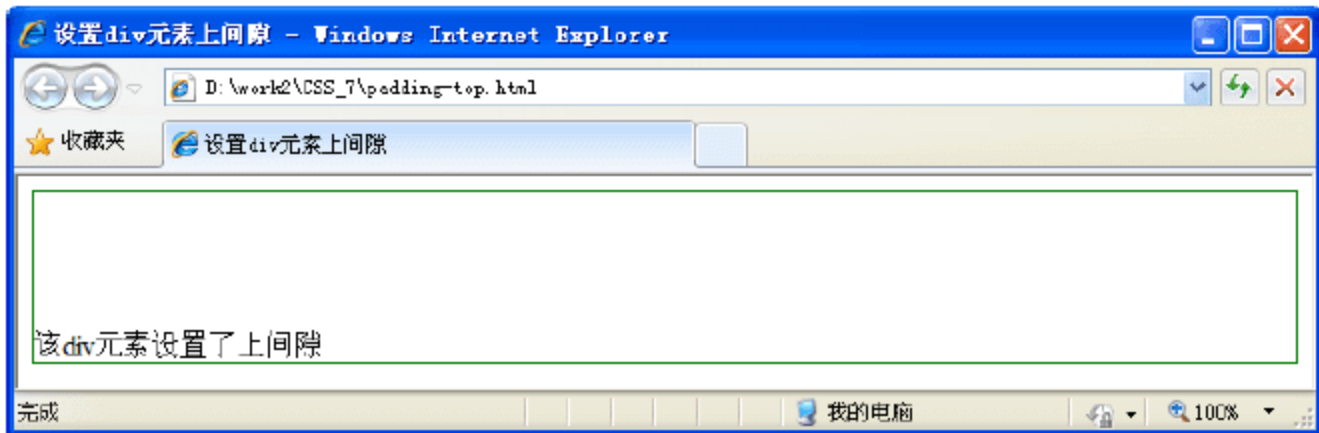 设置div元素上间隙 - Windows Internet Explorer
D:\work2\CSS_7\padding-top.html
收藏夹
设置div元素上间隙
该div元素设置了上间隙
完成
我的电脑
100%